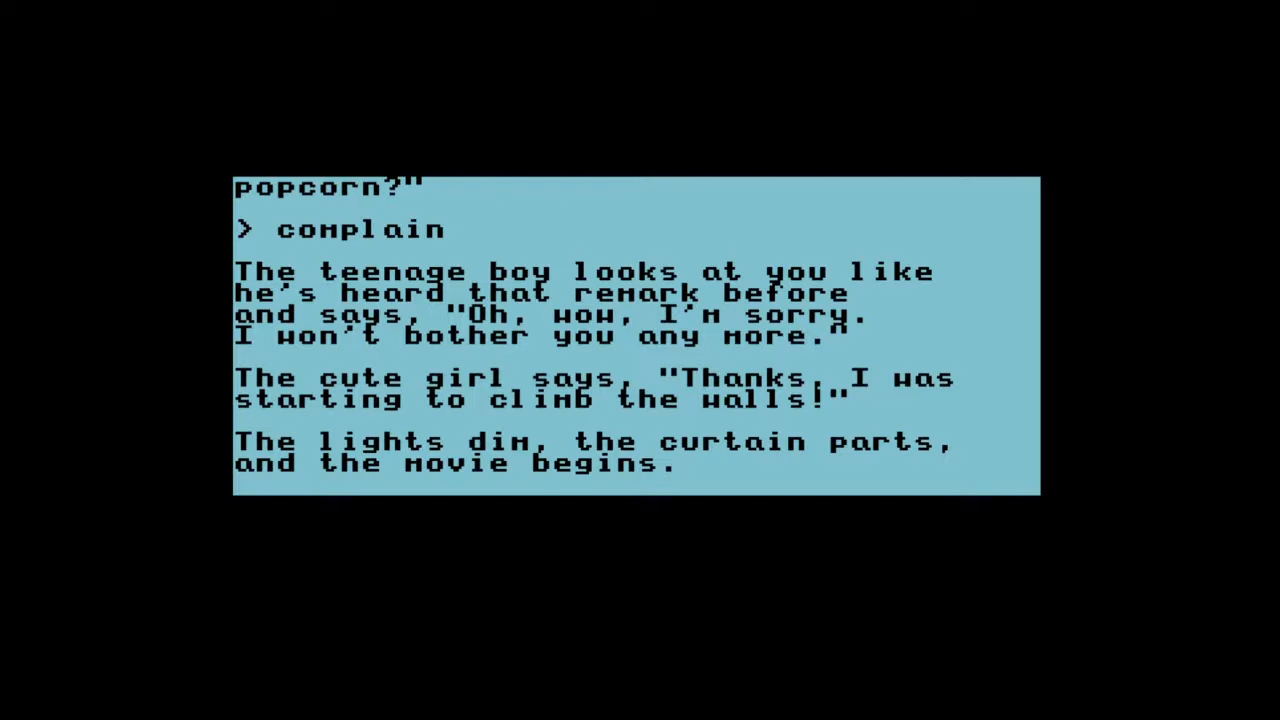 popcorn?"
> complain
The teenage boy looks at you like
he's heard that remark before
and says, "Oh, wow, I'm sorry.
I won't bother you any more."
The cute girl says, "Thanks, I was
starting to climb the walls!"
The lights dim, the curtain parts,
and the movie begins.